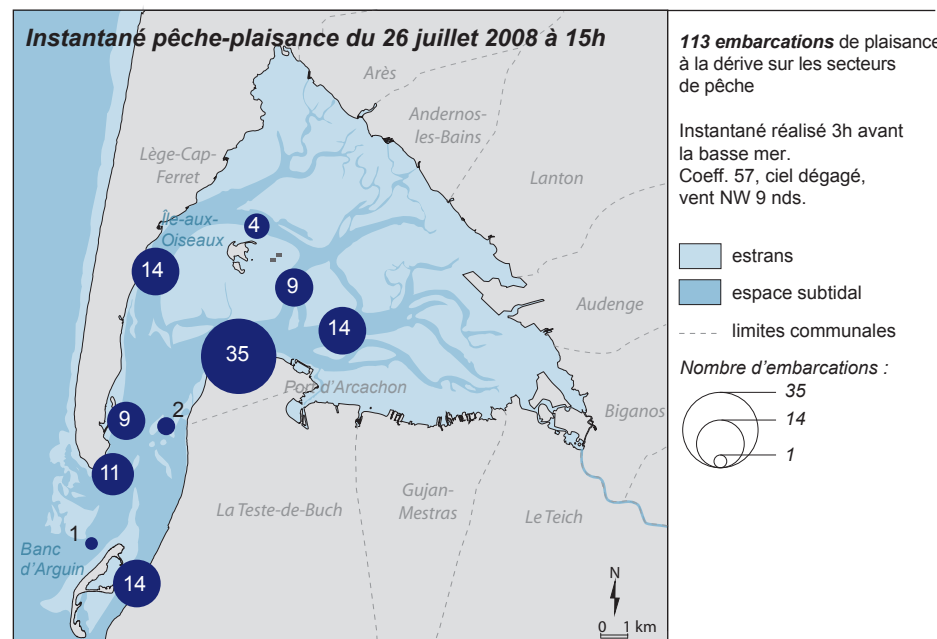 Instantané pêche-plaisance du 26 juillet 2008 à 15h
Arès
Andernos-
les-Bains
Lège-Cap-
Ferret
Lanton
Île-aux-
Oiseaux
4
14
9
Audenge
14
35
Port d'Arcachon
9
2
Biganos
11
La Teste-de-Buch
Gujan-
Mestras
Le Teich
1
Banc
d'Arguin
14
N
0 1 km
113 embarcations de plaisance
à la dérive sur les secteurs
de pêche
Instantané réalisé 3h avant
la basse mer.
Coeff. 57, ciel dégagé,
vent NW 9 nds.
estrans
espace subtidal
limites communales
Nombre d'embarcations :
35
14
1